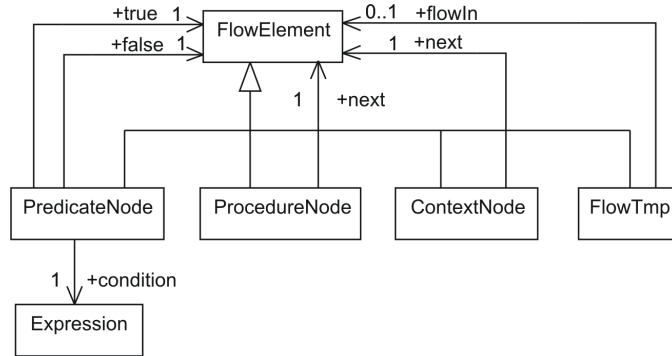 +true 1
FlowElement
0..1 +flowIn
+false 1
1 +next
1 +next
PredicateNode
ProcedureNode
ContextNode
FlowTmp
1 +condition
Expression